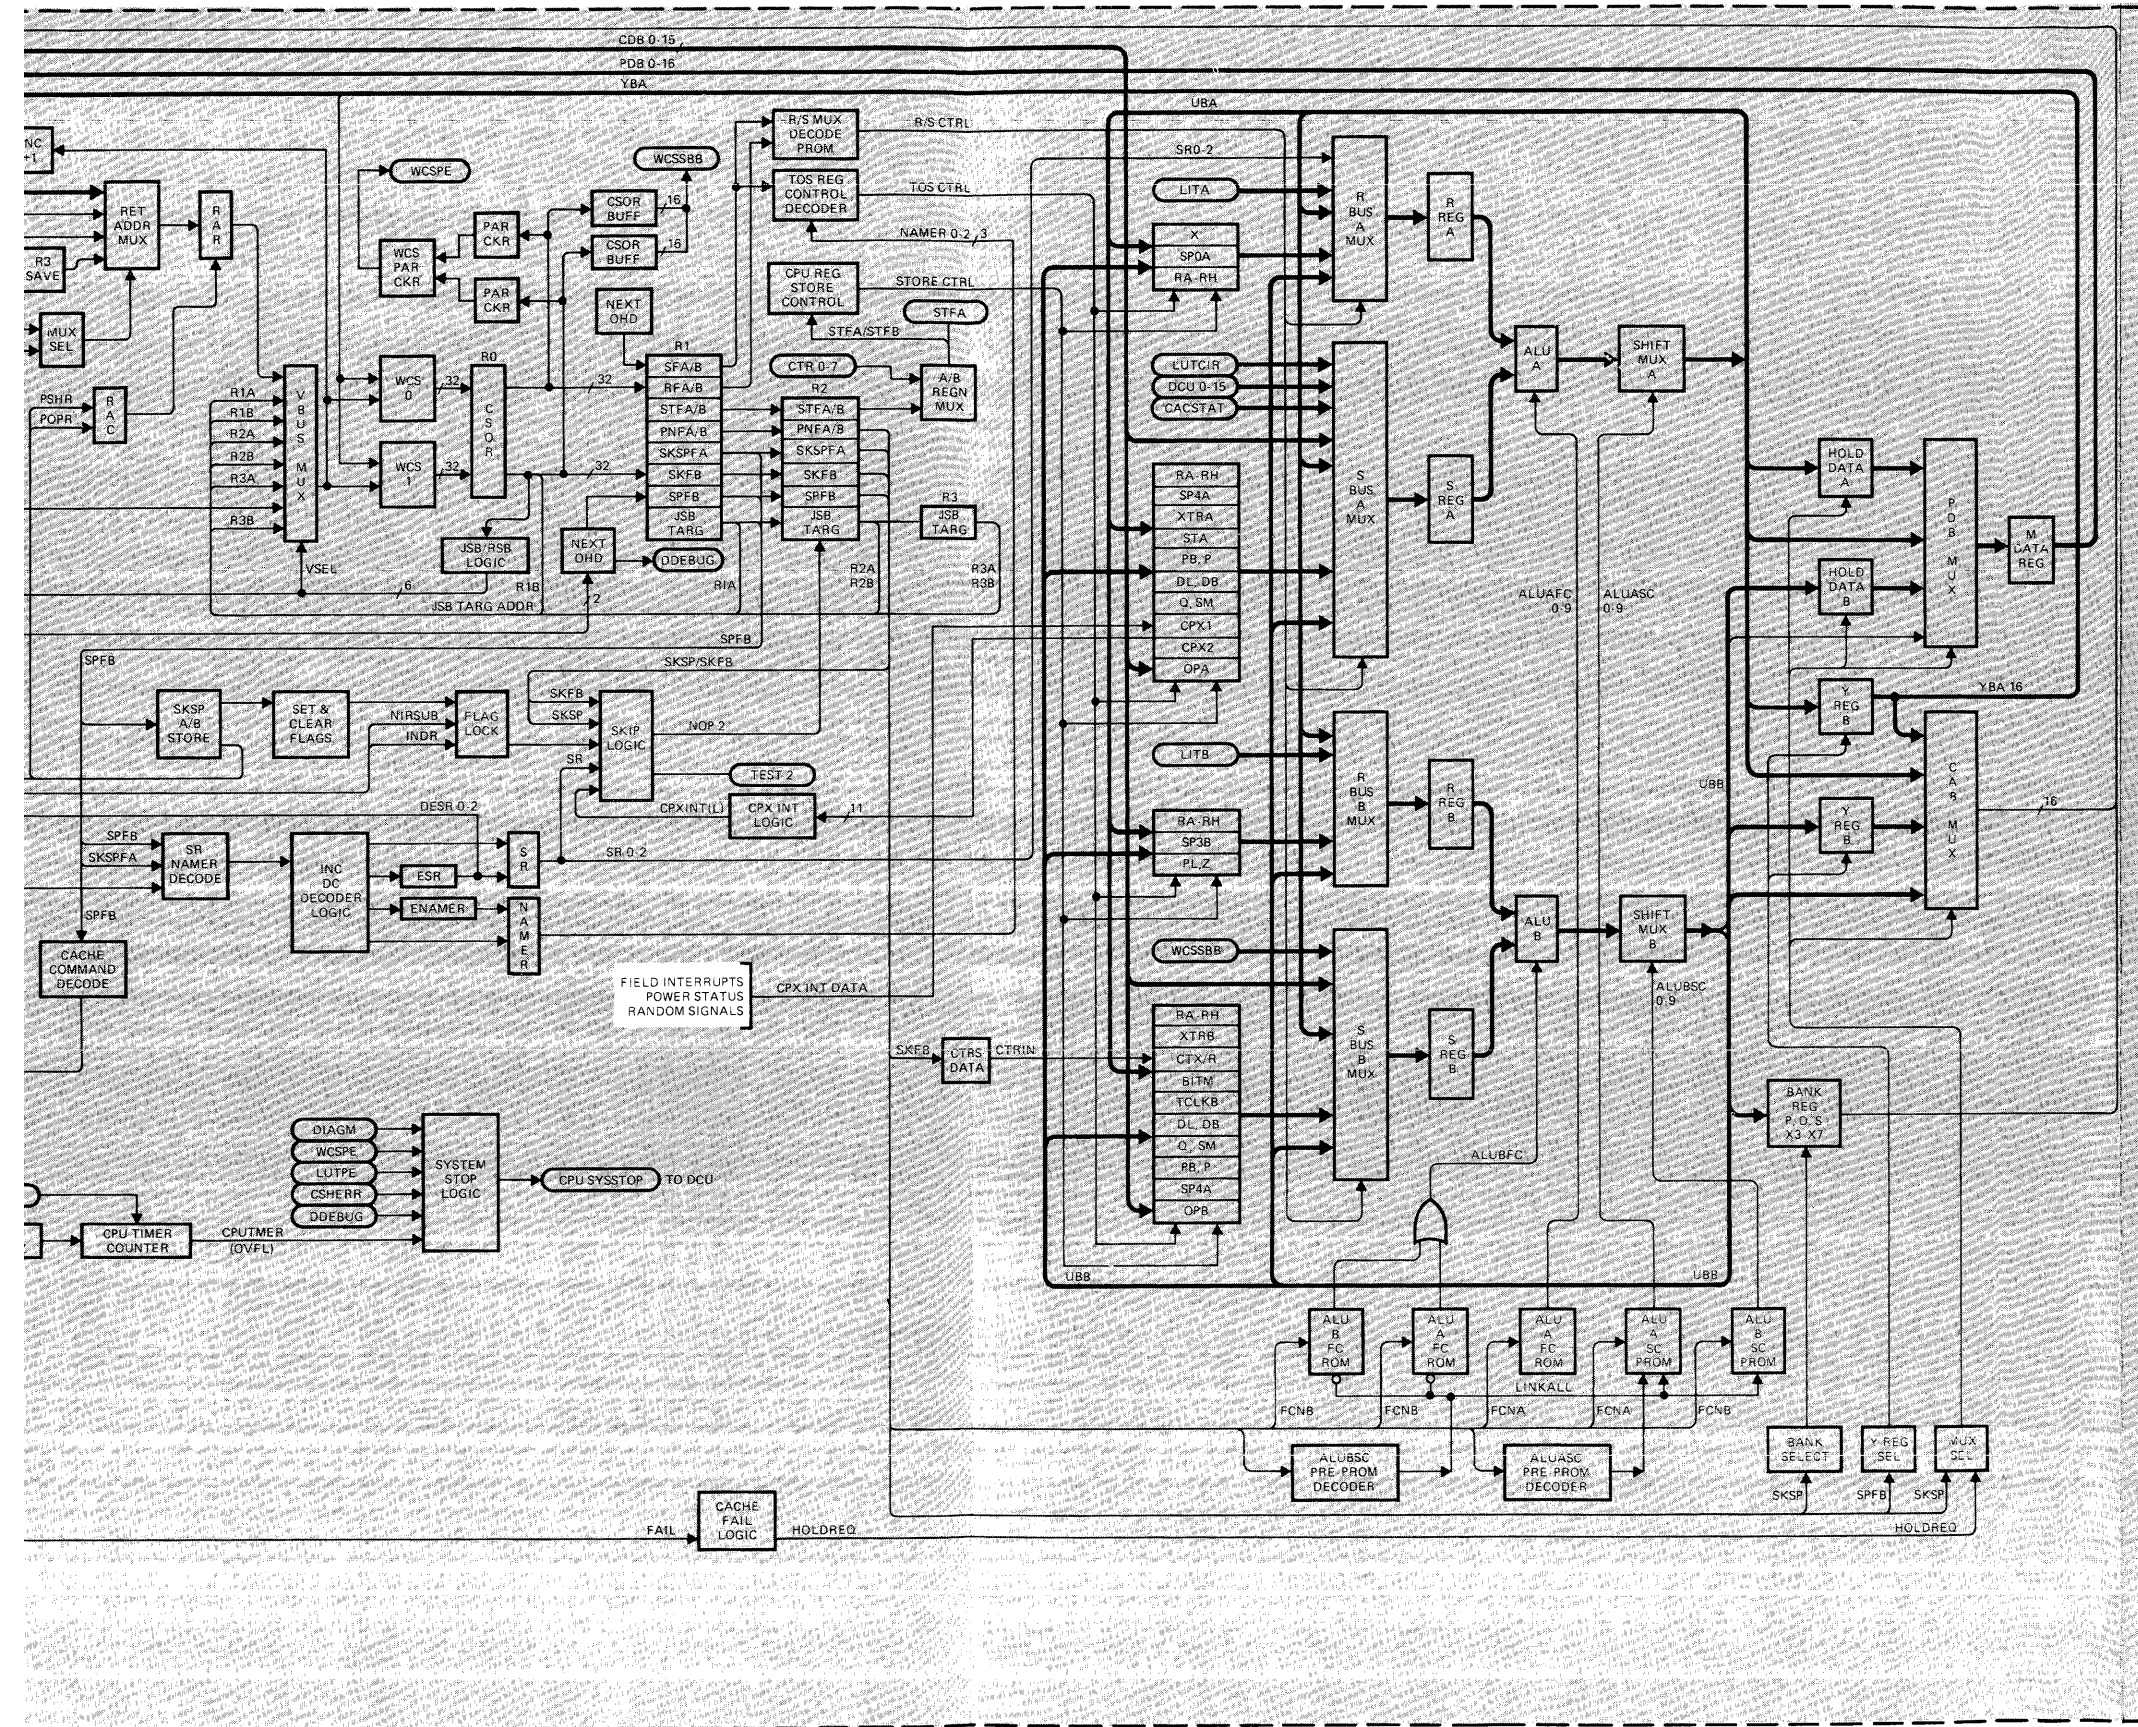 CDB 0-15
PDB 0-16
YBA
UBA
R/S MUX
DECODE
PROM
R/S CTRL
NC
+1
WCSPE
WCSSBB
SR0-2
TOS REG
CONTROL
DECODER
TOS CTRL
LITA
RET
ADDR
MUX
R
A
R
PAR
CKR
CSOR
BUFF
16
CSOR
BUFF
16
NAMER 0-2
3
X
SP0A
RA-RH
R
BUS
A
MUX
R
REG
A
R3
SAVE
WCS
PAR
CKR
PAR
CKR
NEXT
OHD
CPU REG
STORE
CONTROL
STORE CTRL
STFA
STFA/STFB
MUX
SEL
R0
R1
CTR 0-7
A/B
REGN
MUX
LUTCIR
DCU 0-15
CACSTAT
ALU
A
SHIFT
MUX
A
PSHR
POPR
R
A
C
R1A
R1B
R2A
R2B
R3A
R3B
V
BUS
MUX
WCS
0
32
WCS
1
32
C
S
O
R
32
32
SFA/B
RFA/B
STFA/B
PNFA/B
SKSPFA
SKFB
SPFB
JSB
TARG
R2
STFA/B
PNFA/B
SKSPFA
SKFB
SPFB
JSB
TARG
R3
JSB
TARG
S
BUS
A
MUX
S
REG
A
RA-RH
SP4A
XTRA
STA
PB, P
DL, DB
Q, SM
CPX1
CPX2
OPA
HOLD
DATA
A
HOLD
DATA
B
PDB
MUX
M
DATA
REG
JSB/RSB
LOGIC
NEXT
OHD
DDEBUG
VSEL
6
R1B
JSB TARG ADDR
2
R1A
R2A
R2B
R3A
R3B
ALUAFC
0-9
ALUASC
0-9
SPFB
SPFB
SKSP/SKFB
SKSP
A/B
STORE
SET &
CLEAR
FLAGS
NIRSUB
INDR
FLAG
LOCK
SKFB
SKSP
SR
SKIP
LOGIC
NOP 2
TEST 2
CPXINT(L)
CPX INT
LOGIC
11
LITB
R
BUS
B
MUX
R
REG
B
Y
REG
B
YBA 16
UBB
Y
REG
B
CAB
MUX
16
DESR 0-2
SPFB
SKSPFA
SR
NAMER
DECODE
INC
DC
DECODER
LOGIC
ESR
ENAMER
S
R
N
A
M
E
R
SR 0-2
RA-RH
SP3B
PL,Z
SPFB
CACHE
COMMAND
DECODE
FIELD INTERRUPTS
POWER STATUS
RANDOM SIGNALS
CPX INT DATA
WCSSBB
S
BUS
B
MUX
S
REG
B
ALU
B
SHIFT
MUX
B
ALUBSC
0-9
SKFB
CTRS
DATA
CTRIN
RA-RH
XTRB
CTX/R
BITM
TCLKB
DL, DB
Q, SM
PB, P
SP4A
OPB
BANK
REG
P, D, S
X3-X7
DIAGM
WCSPE
LUTPE
CSHERR
DDEBUG
SYSTEM
STOP
LOGIC
CPU SYSSTOP
TO DCU
ALUBFC
CPU TIMER
COUNTER
CPUTMER
(OVFL)
UBB
UBB
ALU
B
FC
ROM
ALU
A
FC
ROM
ALU
A
FC
ROM
ALU
A
SC
PROM
ALU
B
SC
PROM
LINKALL
FCNB
FCNB
FCNA
FCNA
FCNB
ALUBSC
PRE-PROM
DECODER
ALUASC
PRE-PROM
DECODER
BANK
SELECT
Y-REG
SEL
MUX
SEL
SKSP
SPFB
SKSP
FAIL
CACHE
FAIL
LOGIC
HOLDREQ
HOLDREQ